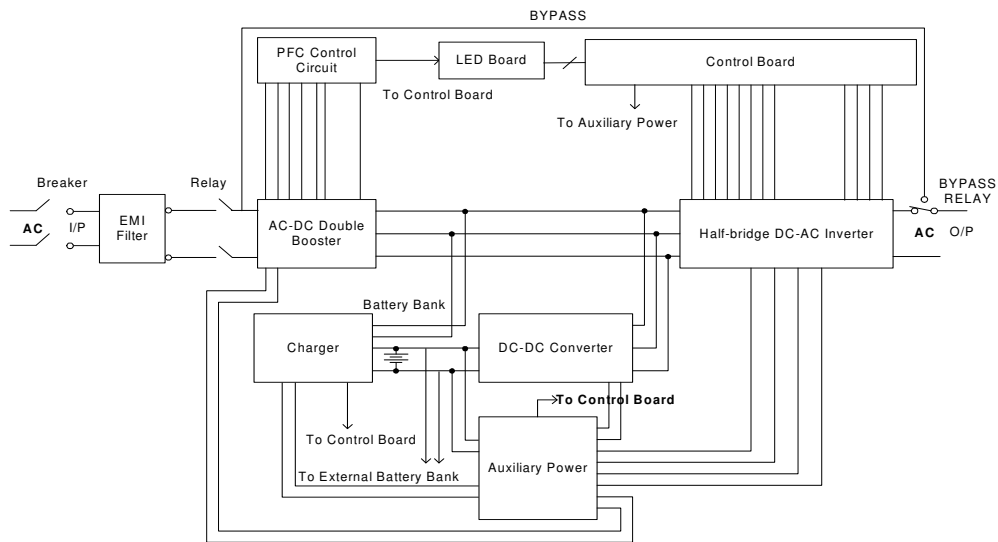 BYPASS
PFC Control
Circuit
LED Board
Control Board
To Control Board
To Auxiliary Power
Breaker
Relay
BYPASS
RELAY
AC
I/P
EMI
Filter
AC-DC Double
Booster
Half-bridge DC-AC Inverter
AC
O/P
Battery Bank
Charger
DC-DC Converter
To Control Board
To Control Board
To External Battery Bank
Auxiliary Power